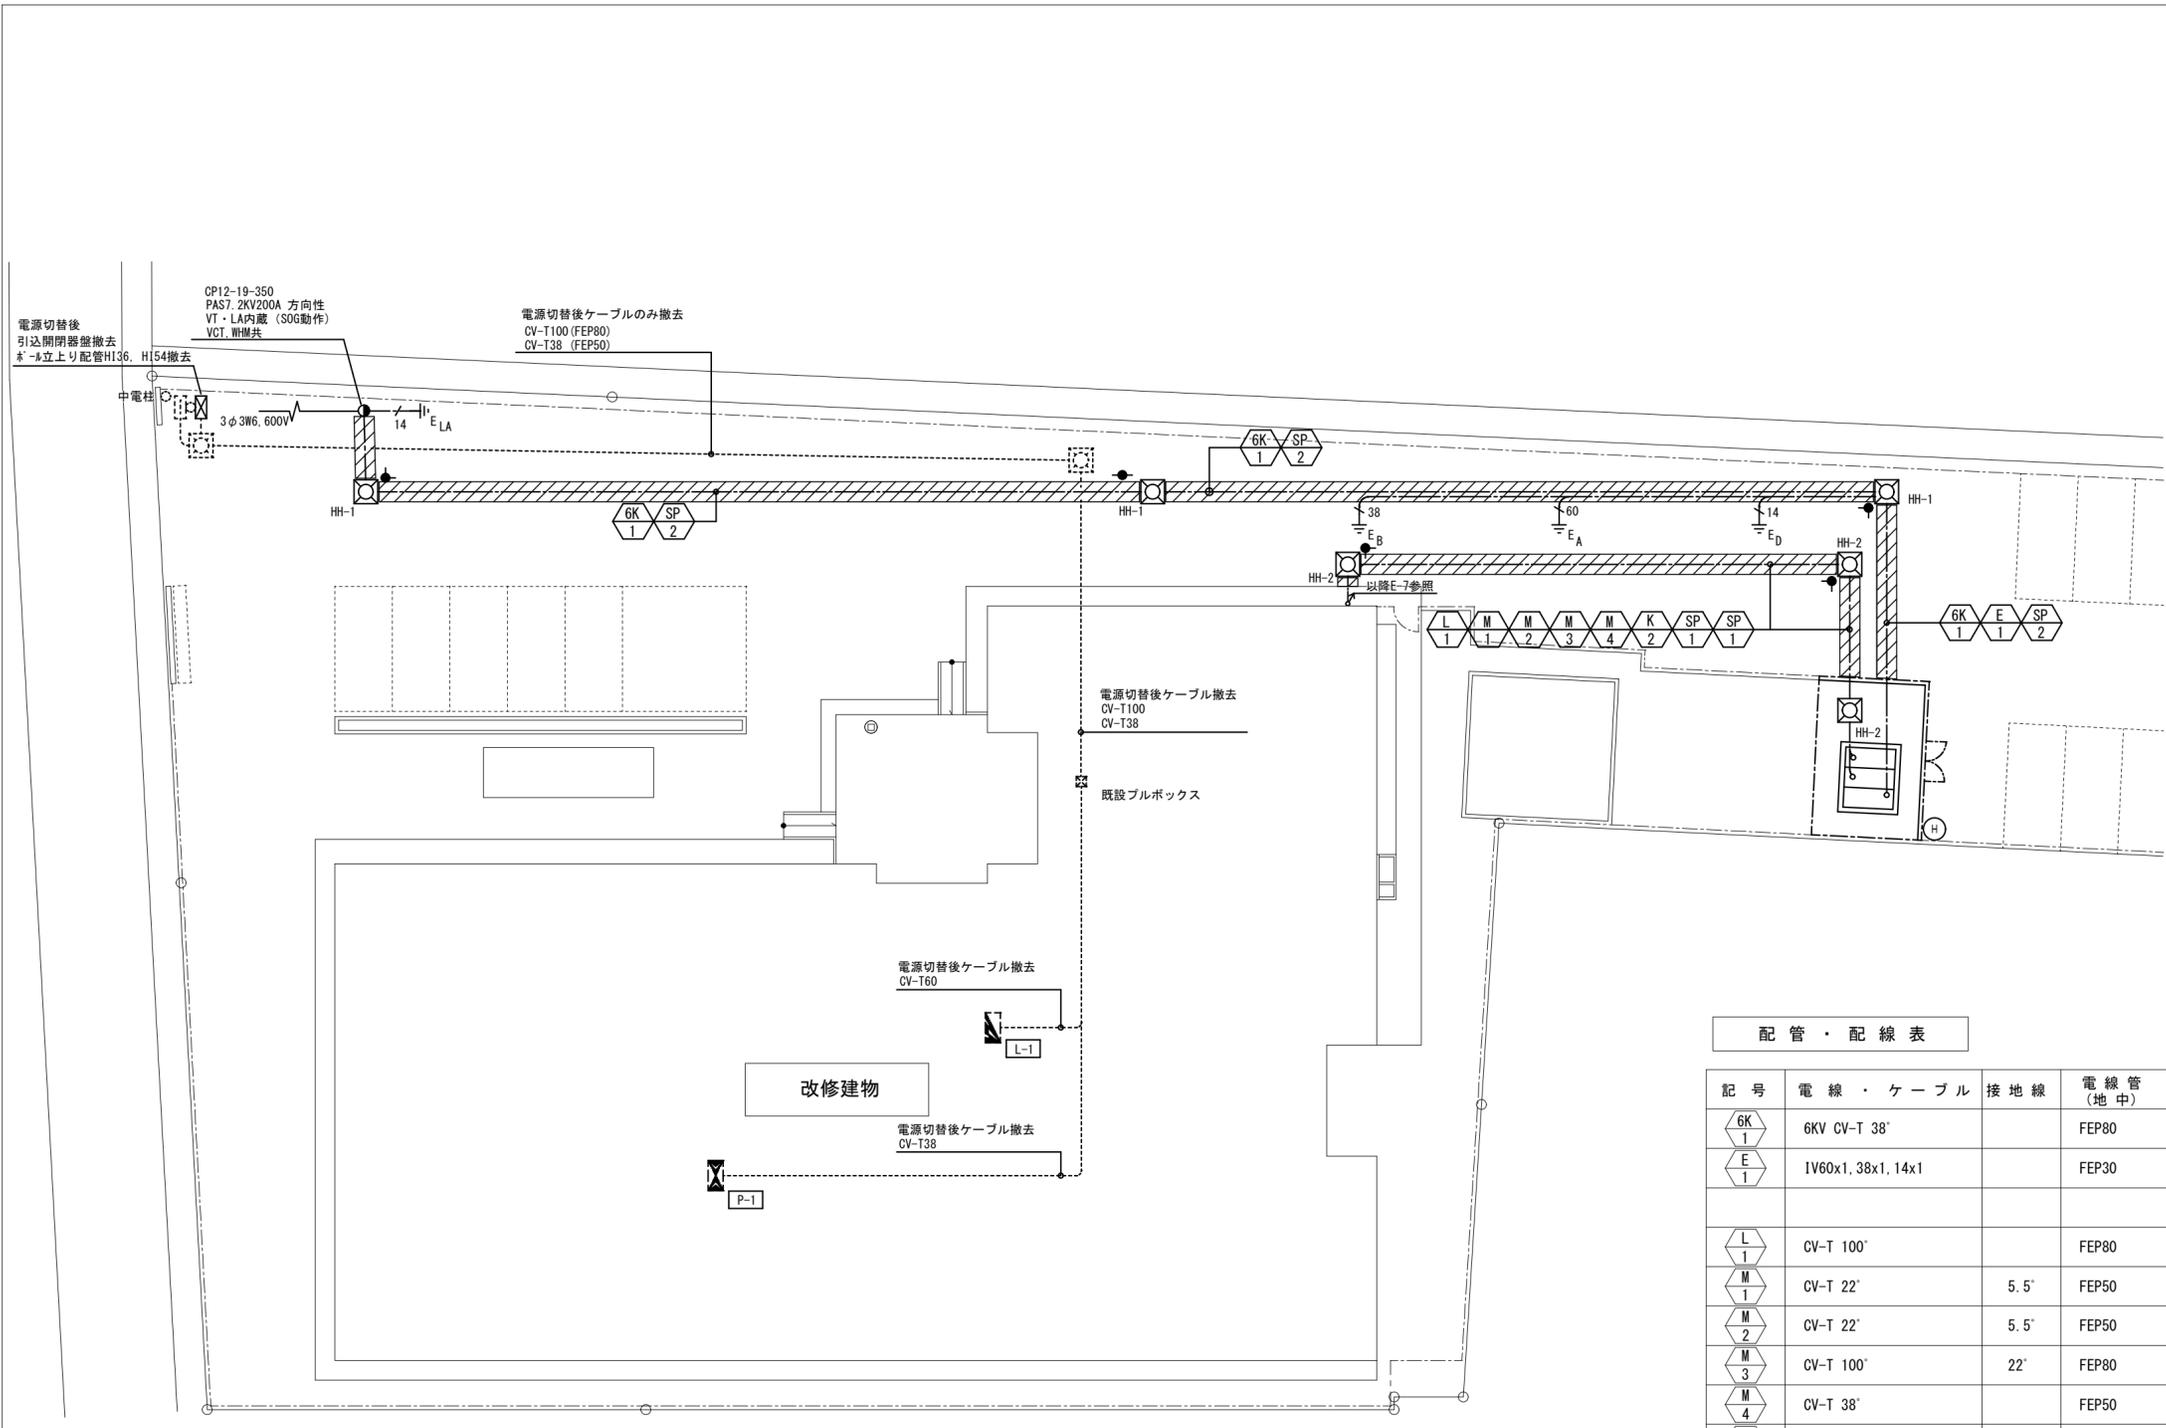 CP12-19-350
PAS7.2KV200A 方向性
VT・LA内蔵（SOG動作）
VCT,WHM共
電源切替後
引込開閉器盤撤去
ﾎﾟｰﾙ立上り配管HI36, HI54撤去
電源切替後ケーブルのみ撤去
CV-T100(FEP80)
CV-T38 (FEP50)
中電柱
3φ3W6,600V
14
E LA
6K
1
SP
2
HH-1
6K
1
SP
2
HH-1
HH-1
38
E B
60
E A
14
E D
HH-2
HH-2
以降E-7参照
L
1
M
1
M
2
M
3
M
4
K
2
SP
1
SP
1
6K
1
E
1
SP
2
電源切替後ケーブル撤去
CV-T100
CV-T38
HH-2
既設プルボックス
H
電源切替後ケーブル撤去
CV-T60
L-1
改修建物
電源切替後ケーブル撤去
CV-T38
P-1
配管・配線表
記号 電線・ケーブル 接地線 電線管
(地中)
6K
1 6KV CV-T 38° FEP80
E
1 IV60x1,38x1,14x1 FEP30
L
1 CV-T 100° FEP80
M
1 CV-T 22° 5.5° FEP50
M
2 CV-T 22° 5.5° FEP50
M
3 CV-T 100° 22° FEP80
M
4 CV-T 38° FEP50